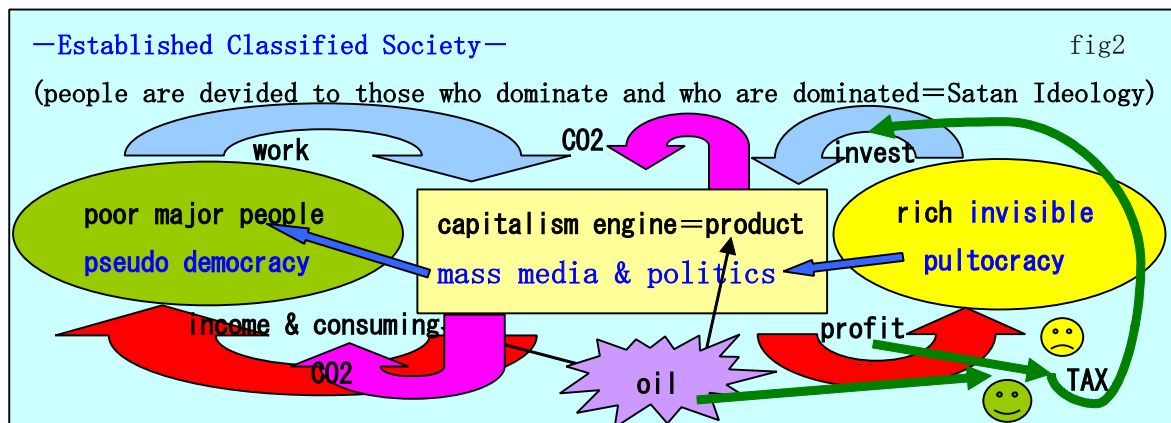 －Established Classified Society－
fig2
(people are devided to those who dominate and who are dominated＝Satan Ideology)
work
CO2
invest
poor major people
pseudo democracy
capitalism engine＝product
mass media & politics
rich invisible
pultocracy
income & consuming
profit
CO2
oil
TAX